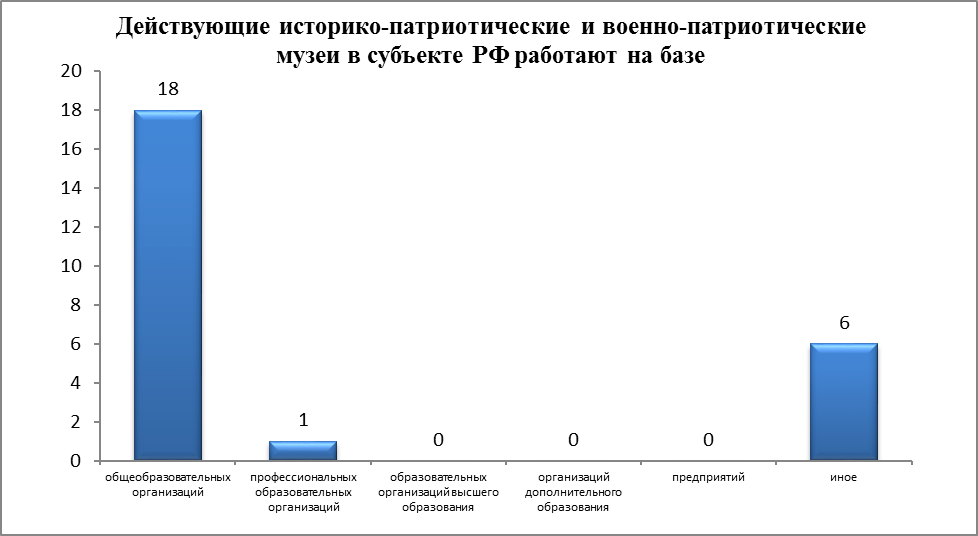 Действующие историко-патриотические и военно-патриотические
музеи в субъекте РФ работают на базе
20
18
16
14
12
10
8
6
4
2
0
18
1
0
0
0
6
общеобразовательных
организаций
профессиональных
образовательных
организаций
образовательных
организаций высшего
образования
организаций
дополнительного
образования
предприятий
иное